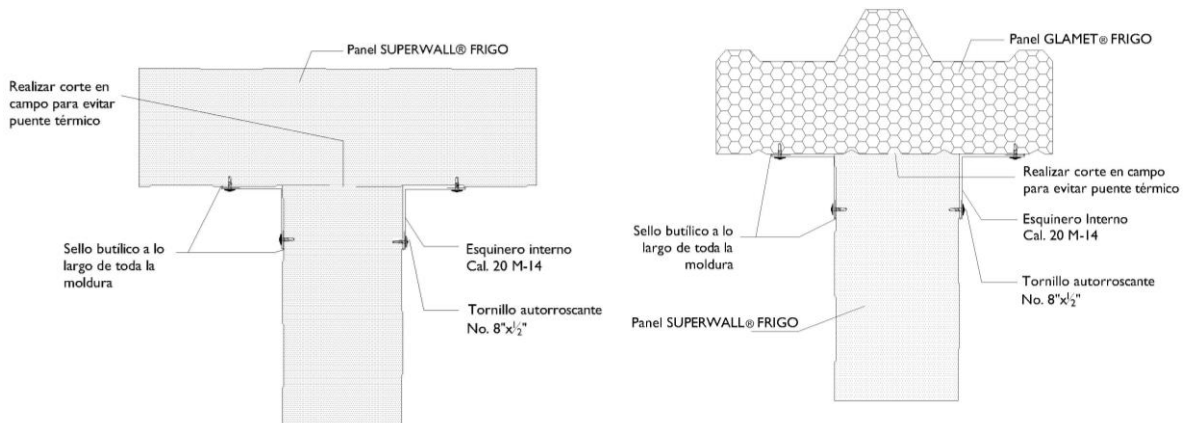 Panel SUPERWALL® FRIGO
Realizar corte en
campo para evitar
puente térmico
Sello butílico a lo
largo de toda la
moldura
Esquinero interno
Cal. 20 M-14
Tornillo autorroscante
No. 8"x½"
Panel GLAMET® FRIGO
Realizar corte en campo
para evitar puente térmico
Sello butílico a lo
largo de toda la
moldura
Esquinero Interno
Cal. 20 M-14
Tornillo autorroscante
No. 8"x½"
Panel SUPERWALL® FRIGO